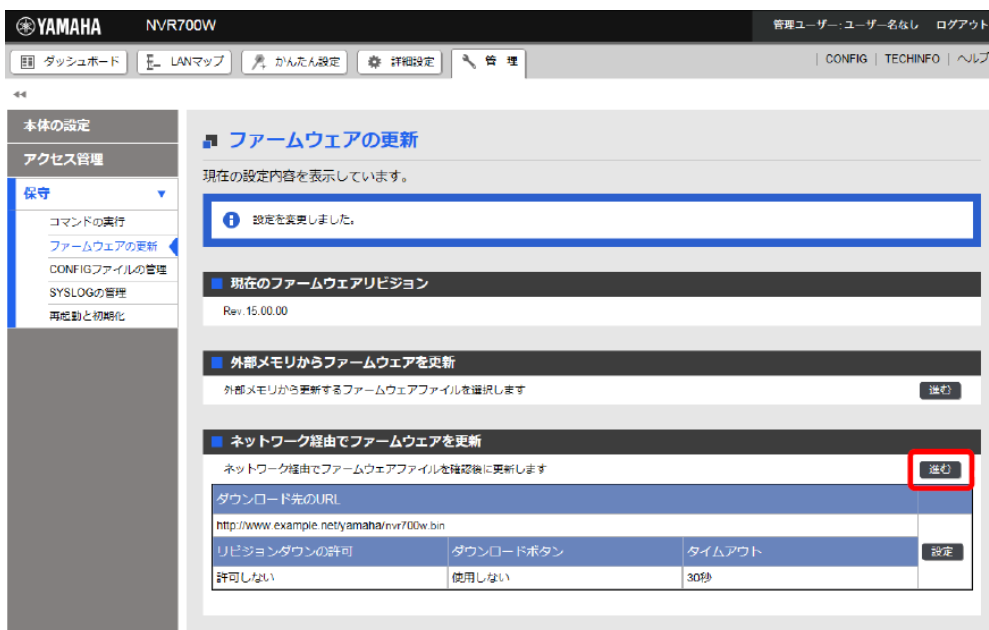 YAMAHA NVR700W 管理ユーザー:ユーザー名なし ログアウト
ダッシュボード LANマップ かんたん設定 詳細設定 管理 | CONFIG | TECHINFO | ヘルプ
本体の設定
アクセス管理
保守
コマンドの実行
ファームウェアの更新
CONFIGファイルの管理
SYSLOGの管理
再起動と初期化
ファームウェアの更新
現在の設定内容を表示しています。
設定を変更しました。
現在のファームウェアリビジョン
Rev.15.00.00
外部メモリからファームウェアを更新
外部メモリから更新するファームウェアファイルを選択します 進む
ネットワーク経由でファームウェアを更新
ネットワーク経由でファームウェアファイルを確認後に更新します 進む
ダウンロード先のURL
http://www.example.net/yamaha/nvr700w.bin
リビジョンダウンの許可 ダウンロードボタン タイムアウト 設定
許可しない 使用しない 30秒